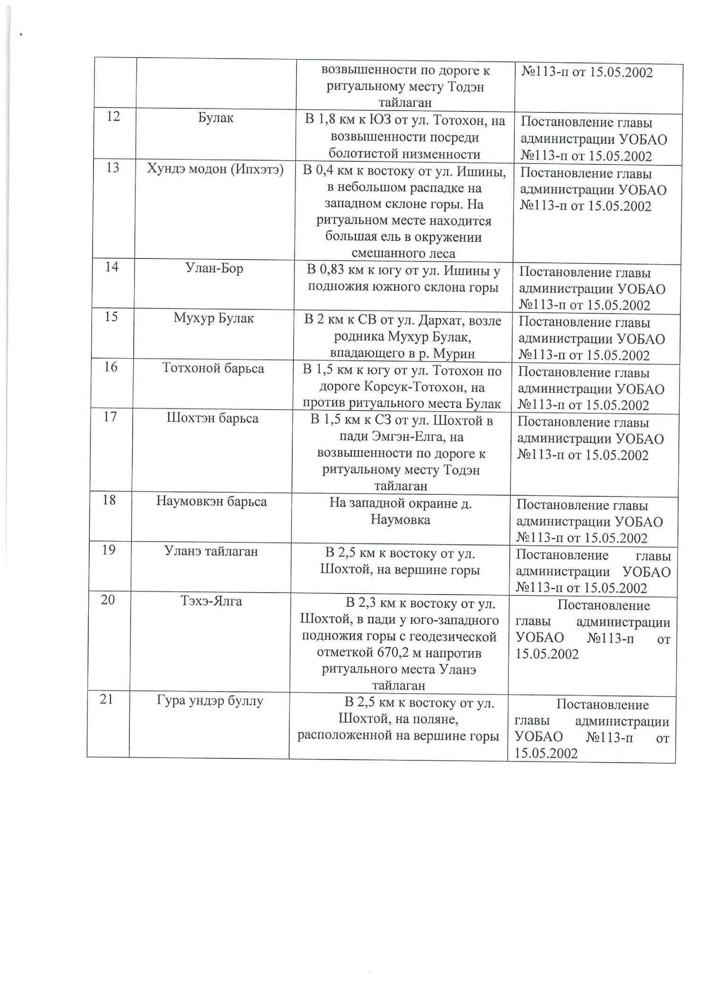 возвышенности по дороге к
ритуальному месту Тодэн
тайлаган
№113-п от 15.05.2002
12
Булак
В 1,8 км к ЮЗ от ул. Тотохон, на
возвышенности посреди
болотистой низменности
Постановление главы
администрации УОБАО
№113-п от 15.05.2002
13
Хундэ модон (Ипхэтэ)
В 0,4 км к востоку от ул. Ишины,
в небольшом распадке на
западном склоне горы. На
ритуальном месте находится
большая ель в окружении
смешанного леса
Постановление главы
администрации УОБАО
№113-п от 15.05.2002
14
Улан-Бор
В 0,83 км к югу от ул. Ишины у
подножия южного склона горы
Постановление главы
администрации УОБАО
№113-п от 15.05.2002
15
Мухур Булак
В 2 км к СВ от ул. Дархат, возле
родника Мухур Булак,
впадающего в р. Мурин
Постановление главы
администрации УОБАО
№113-п от 15.05.2002
16
Тотхоной барьса
В 1,5 км к югу от ул. Тотохон по
дороге Корсук-Тотохон, на
против ритуального места Булак
Постановление главы
администрации УОБАО
№113-п от 15.05.2002
17
Шохтэн барьса
В 1,5 км к СЗ от ул. Шохтой в
пади Эмгэн-Елга, на
возвышенности по дороге к
ритуальному месту Тодэн
тайлаган
Постановление главы
администрации УОБАО
№113-п от 15.05.2002
18
Наумовкэн барьса
На западной окраине д.
Наумовка
Постановление главы
администрации УОБАО
№113-п от 15.05.2002
19
Уланэ тайлаган
В 2,5 км к востоку от ул.
Шохтой, на вершине горы
Постановление главы
администрации УОБАО
№113-п от 15.05.2002
20
Тэхэ-Ялга
В 2,3 км к востоку от ул.
Шохтой, в пади у юго-западного
подножия горы с геодезической
отметкой 670,2 м напротив
ритуального места Уланэ
тайлаган
Постановление
главы администрации
УОБАО №113-п от
15.05.2002
21
Гура ундэр буллу
В 2,5 км к востоку от ул.
Шохтой, на поляне,
расположенной на вершине горы
Постановление
главы администрации
УОБАО №113-п от
15.05.2002